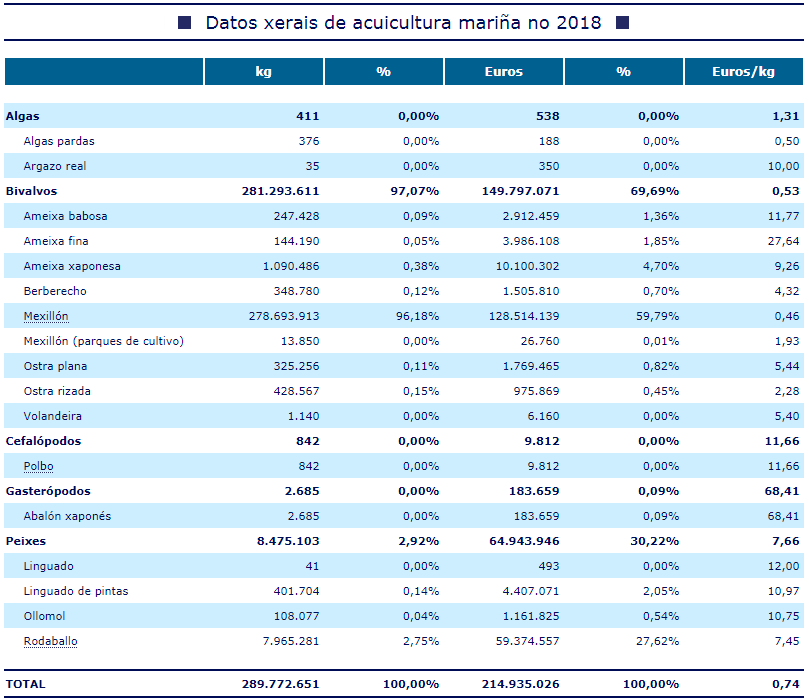 Datos xerais de acuicultura mariña no 2018
kg % Euros % Euros/kg
Algas 411 0,00% 538 0,00% 1,31
Algas pardas 376 0,00% 188 0,00% 0,50
Argazo real 35 0,00% 350 0,00% 10,00
Bivalvos 281.293.611 97,07% 149.797.071 69,69% 0,53
Ameixa babosa 247.428 0,09% 2.912.459 1,36% 11,77
Ameixa fina 144.190 0,05% 3.986.108 1,85% 27,64
Ameixa xaponesa 1.090.486 0,38% 10.100.302 4,70% 9,26
Berberecho 348.780 0,12% 1.505.810 0,70% 4,32
Mexillón 278.693.913 96,18% 128.514.139 59,79% 0,46
Mexillón (parques de cultivo) 13.850 0,00% 26.760 0,01% 1,93
Ostra plana 325.256 0,11% 1.769.465 0,82% 5,44
Ostra rizada 428.567 0,15% 975.869 0,45% 2,28
Volandeira 1.140 0,00% 6.160 0,00% 5,40
Cefalópodos 842 0,00% 9.812 0,00% 11,66
Polbo 842 0,00% 9.812 0,00% 11,66
Gasterópodos 2.685 0,00% 183.659 0,09% 68,41
Abalón xaponés 2.685 0,00% 183.659 0,09% 68,41
Peixes 8.475.103 2,92% 64.943.946 30,22% 7,66
Linguado 41 0,00% 493 0,00% 12,00
Linguado de pintas 401.704 0,14% 4.407.071 2,05% 10,97
Ollomol 108.077 0,04% 1.161.825 0,54% 10,75
Rodaballo 7.965.281 2,75% 59.374.557 27,62% 7,45
TOTAL 289.772.651 100,00% 214.935.026 100,00% 0,74